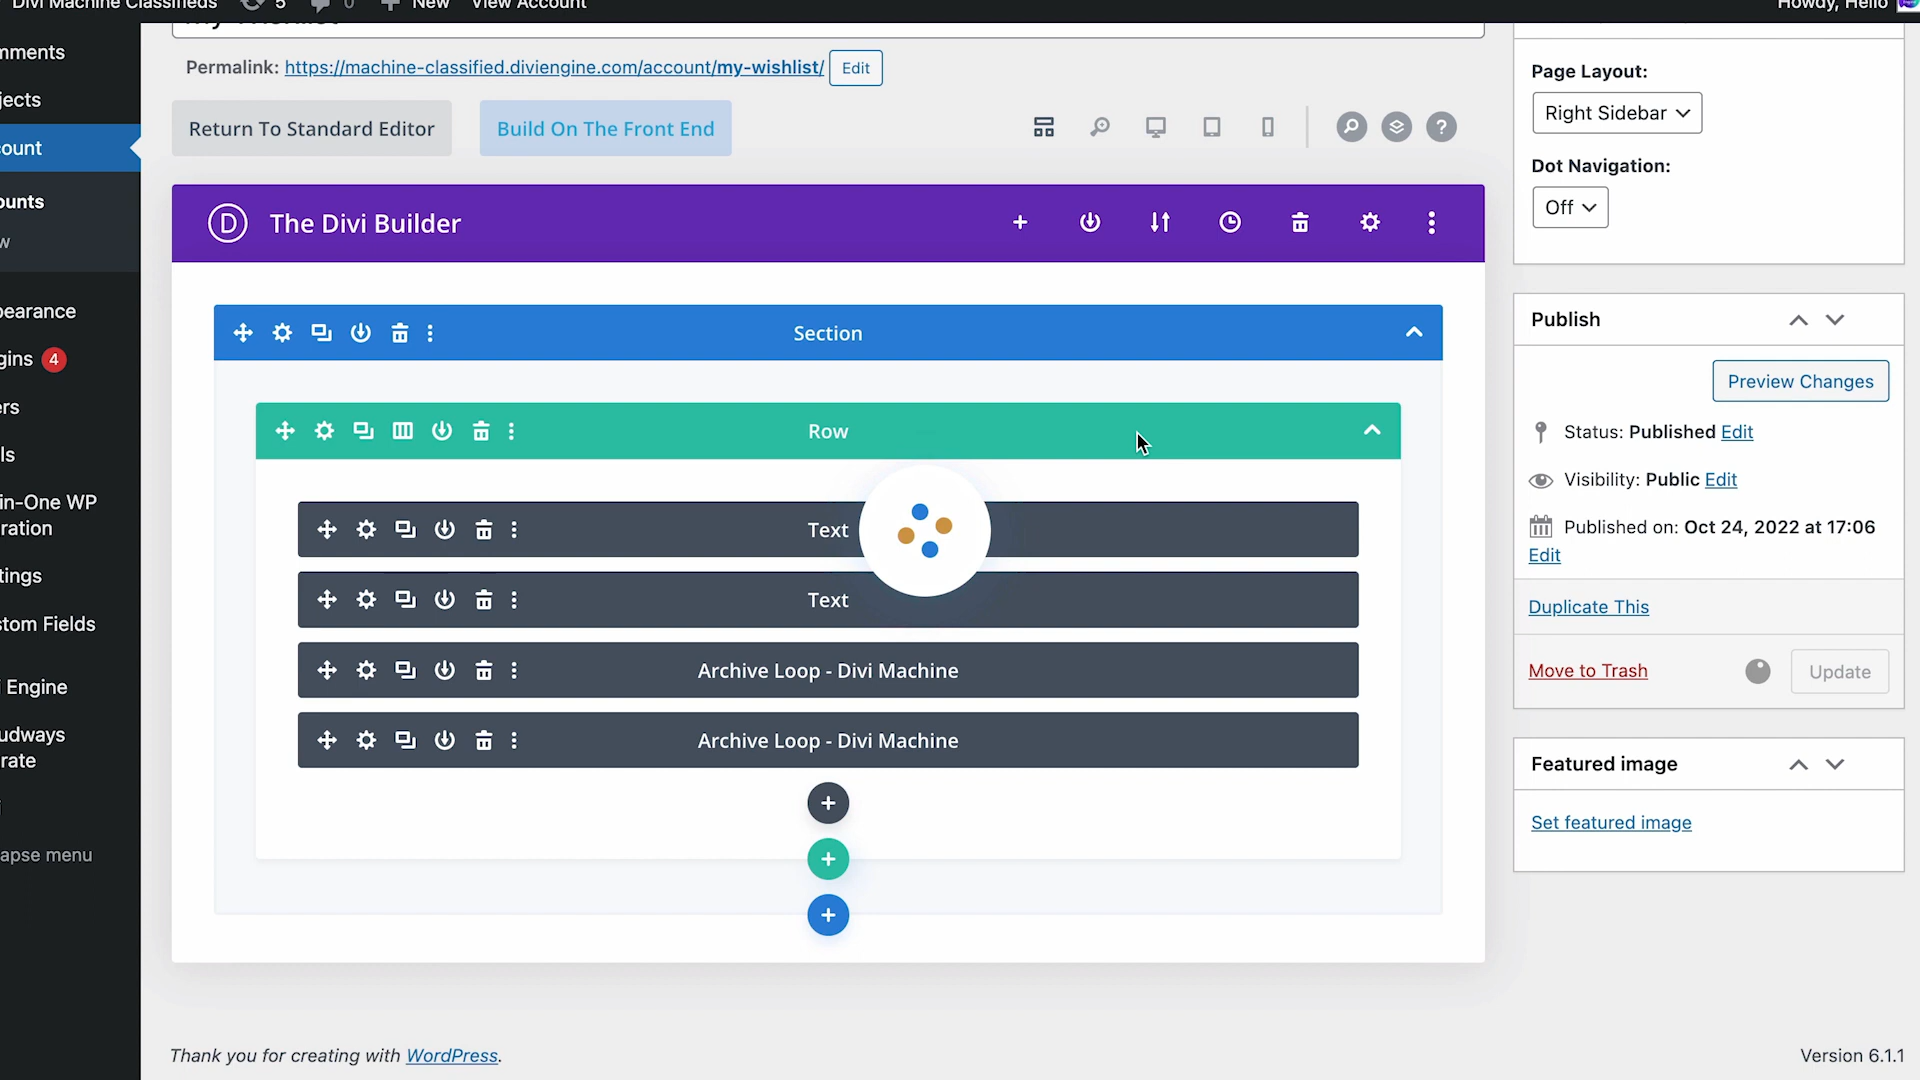 Divi Machine Classifieds 5 0 New View Account Howdy, Hello
mments
jects
count
ounts
w
pearance
gins 4
ers
ls
in-One WP
ration
tings
stom Fields
Engine
udways
rate
apse menu
Permalink: https://machine-classified.diviengine.com/account/my-wishlist/ Edit
Return To Standard Editor Build On The Front End
The Divi Builder
Section
Row
Text
Text
Archive Loop - Divi Machine
Archive Loop - Divi Machine
Page Layout:
Right Sidebar
Dot Navigation:
Off
Publish
Preview Changes
Status: Published Edit
Visibility: Public Edit
Published on: Oct 24, 2022 at 17:06
Edit
Duplicate This
Move to Trash Update
Featured image
Set featured image
Thank you for creating with WordPress.
Version 6.1.1